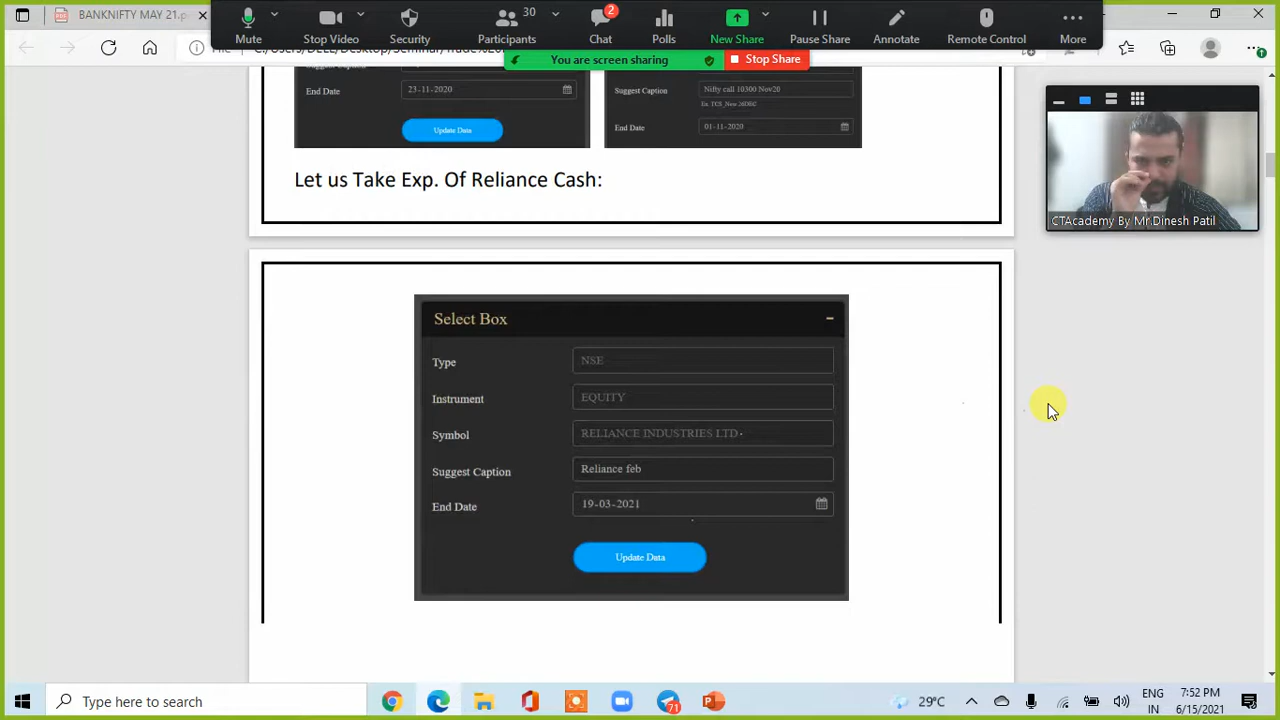 BANKNIFTY MAY 21.p
30
2
Mute
Stop Video
Security
Participants
Chat
Polls
New Share
Pause Share
Annotate
Remote Control
More
You are screen sharing
Stop Share
End Date
23-11-2020
Update Data
Suggest Caption
Nifty call 10300 Nov20
End Date
01-11-2020
Let us Take Exp. Of Reliance Cash:
CTAcademy By Mr.Dinesh Patil
Select Box
Type
NSE
Instrument
EQUITY
Symbol
RELIANCE INDUSTRIES LTD
Suggest Caption
Reliance feb
End Date
19-03-2021
Update Data
Type here to search
71
29°C
ENG
IN
7:52 PM
6/15/2021